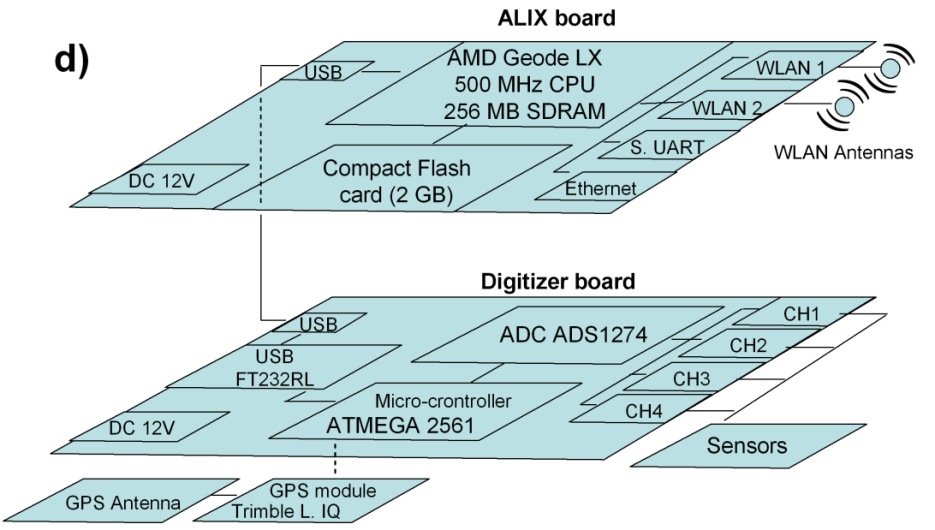 ALIX board
d)
USB
AMD Geode LX
500 MHz CPU
256 MB SDRAM
WLAN 1
WLAN 2
S. UART
Ethernet
WLAN Antennas
DC 12V
Compact Flash
card (2 GB)
Digitizer board
USB
USB
FT232RL
DC 12V
ADC ADS1274
Micro-crontroller
ATMEGA 2561
CH1
CH2
CH3
CH4
Sensors
GPS Antenna
GPS module
Trimble L. IQ